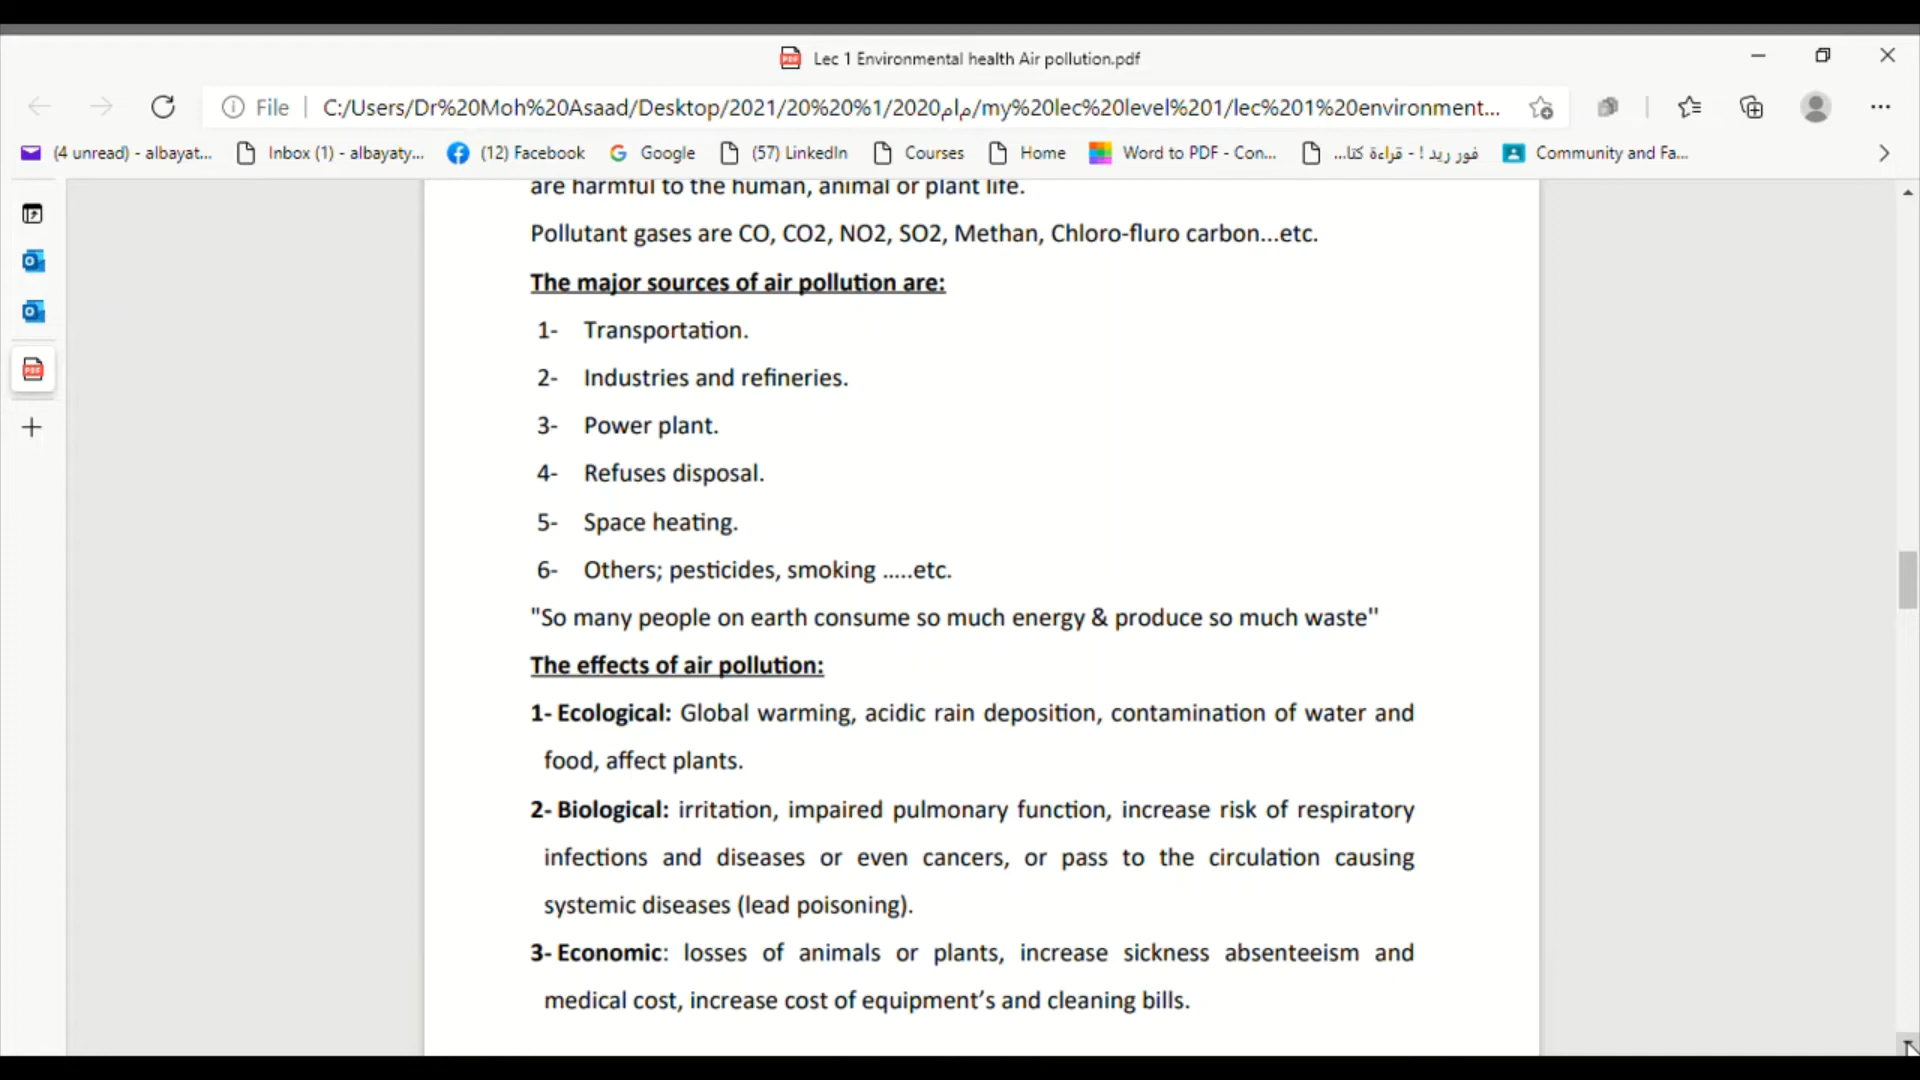 Lec 1 Environmental health Air pollution.pdf
File C:/Users/Dr%20Moh%20Asaad/Desktop/2021/20%20%1/2020مام/my%20lec%20level%201/lec%201%20environment...
(4 unread) - albayat... Inbox (1) - albayaty... (12) Facebook Google (57) LinkedIn Courses Home Word to PDF - Con... فور ريد ! - قراءة كتا... Community and Fa...
are harmful to the human, animal or plant life.
Pollutant gases are CO, CO2, NO2, SO2, Methan, Chloro-fluro carbon...etc.
The major sources of air pollution are:
1- Transportation.
2- Industries and refineries.
3- Power plant.
4- Refuses disposal.
5- Space heating.
6- Others; pesticides, smoking .....etc.
"So many people on earth consume so much energy & produce so much waste"
The effects of air pollution:
1- Ecological: Global warming, acidic rain deposition, contamination of water and
food, affect plants.
2- Biological: irritation, impaired pulmonary function, increase risk of respiratory
infections and diseases or even cancers, or pass to the circulation causing
systemic diseases (lead poisoning).
3- Economic: losses of animals or plants, increase sickness absenteeism and
medical cost, increase cost of equipment’s and cleaning bills.